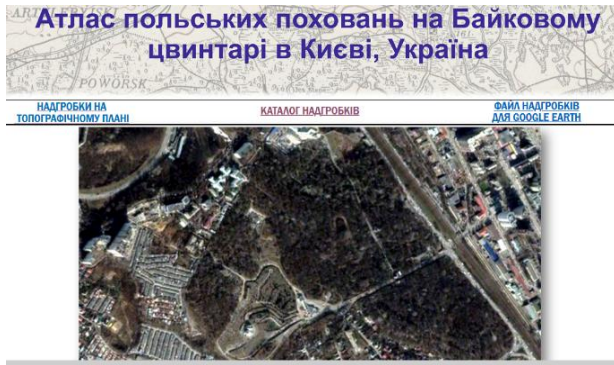 ARTYLERYJSKI
Атлас польських поховань на Байковому
цвинтарі в Києві, Україна
POWORSK
НАДГРОБКИ НА
ТОПОГРАФІЧНОМУ ПЛАНІ
КАТАЛОГ НАДГРОБКІВ
ФАЙЛ НАДГРОБКІВ
ДЛЯ GOOGLE EARTH